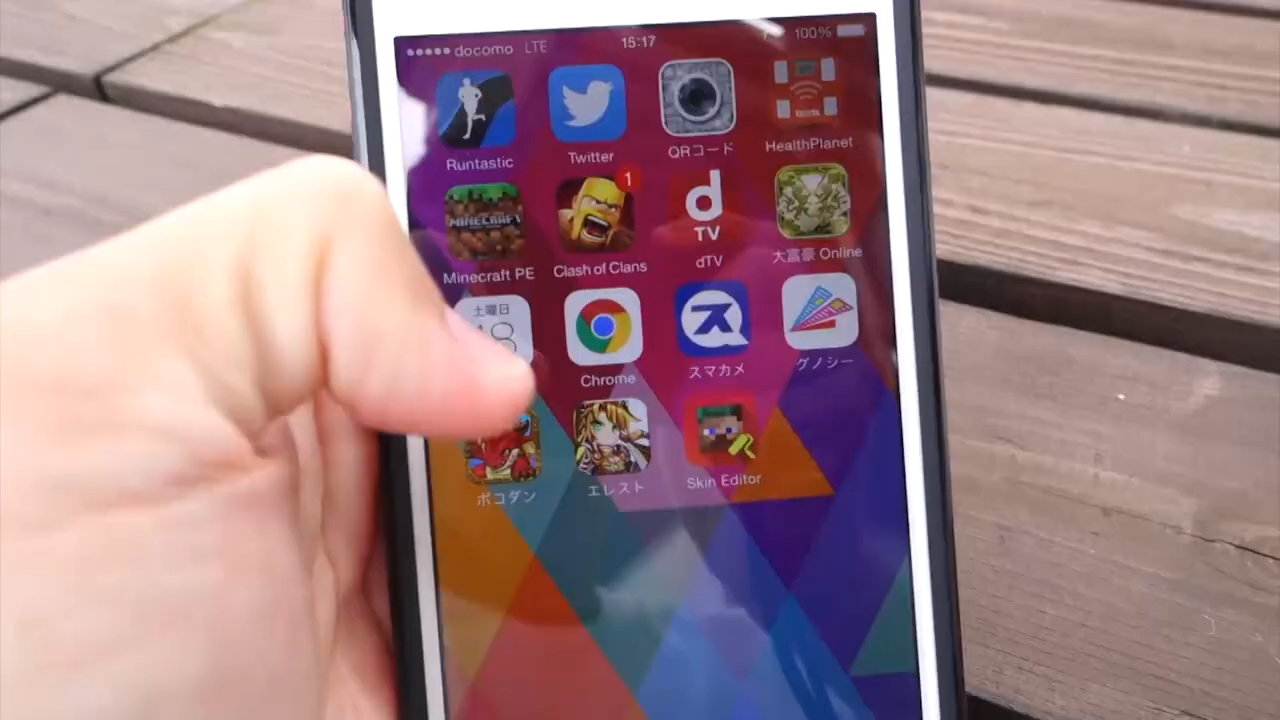 docomo LTE 15:17 100%
Runtastic Twitter QRコード HealthPlanet
MINECRAFT 1 d TV
Minecraft PE Clash of Clans dTV 大富豪 Online
土曜日
18
Chrome スマカメ グノシー
ポコダン エレスト Skin Editor